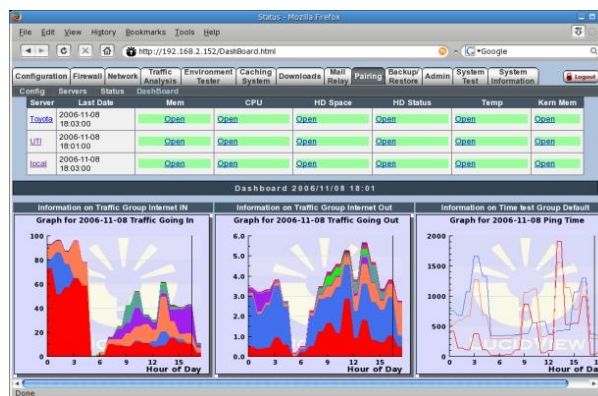 Status - Mozilla Firefox
File Edit View History Bookmarks Tools Help
http://192.168.2.152/DashBoard.html
Google
Configuration Firewall Network Traffic Analysis Environment Tester Caching System Downloads Mail Relay Pairing Backup/Restore Admin System Test System Information Logout
Config Servers Status DashBoard
Server Last Date Mem CPU HD Space HD Status Temp Kern Mem
Toyota 2006-11-08 18:03:00 Open Open Open Open Open Open
UTI 2006-11-08 18:01:00 Open Open Open Open Open Open
local 2006-11-08 18:03:00 Open Open Open Open Open Open
Dashboard 2006/11/08 18:01
Information on Traffic Group Internet IN
Graph for 2006-11-08 Traffic Going In
100
80
60
40
20
0
0 3 6 9 12 15
Hour of Day
Information on Traffic Group Internet Out
Graph for 2006-11-08 Traffic Going Out
6.0
5.0
4.0
3.0
2.0
1.0
0.0
0 3 6 9 12 15
Hour of Day
Information on Time test Group Default
Graph for 2006-11-08 Ping Time
2000
1500
1000
500
0
LUCIDVIEW
0 3 6 9 12 15
Hour of Day
Done